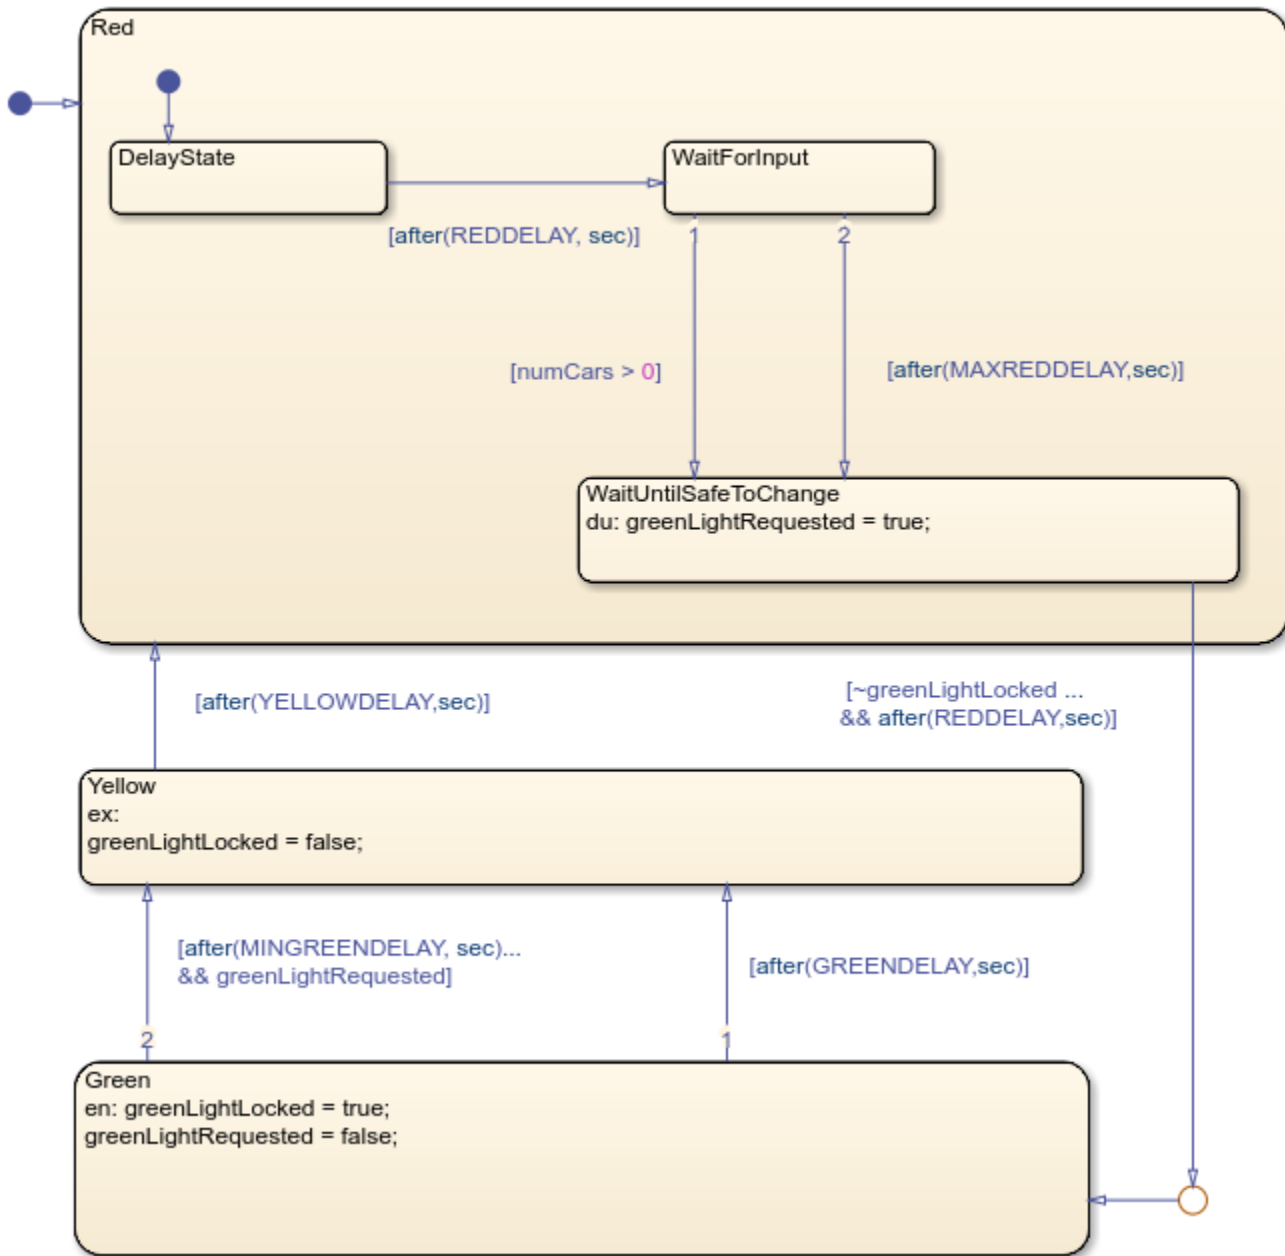 Red
DelayState
WaitForInput
[after(REDDELAY, sec)]
1
2
[numCars > 0]
[after(MAXREDDELAY,sec)]
WaitUntilSafeToChange
du: greenLightRequested = true;
[after(YELLOWDELAY,sec)]
[~greenLightLocked ...
&& after(REDDELAY,sec)]
Yellow
ex:
greenLightLocked = false;
[after(MINGREENDELAY, sec)...
&& greenLightRequested]
[after(GREENDELAY,sec)]
2
1
Green
en: greenLightLocked = true;
greenLightRequested = false;